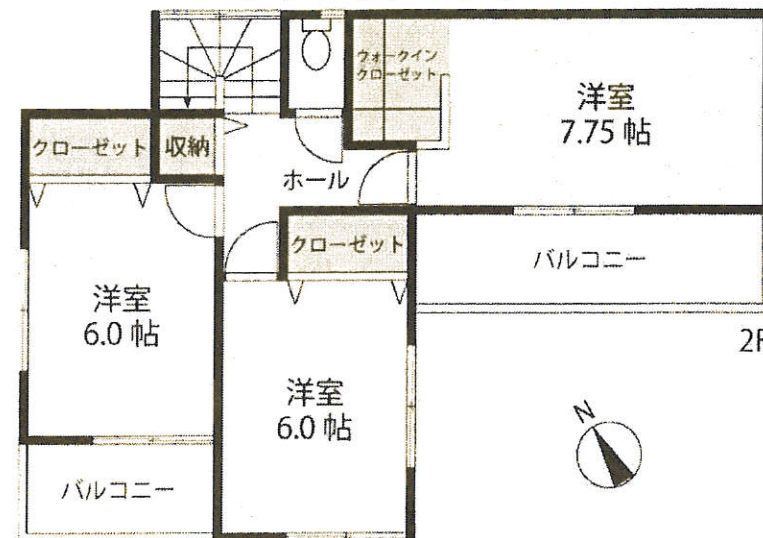 ウォークイン
クローゼット
洋室
7.75 帖
クローゼット
収納
ホール
クローゼット
バルコニー
洋室
6.0 帖
2F
洋室
6.0 帖
N
バルコニー